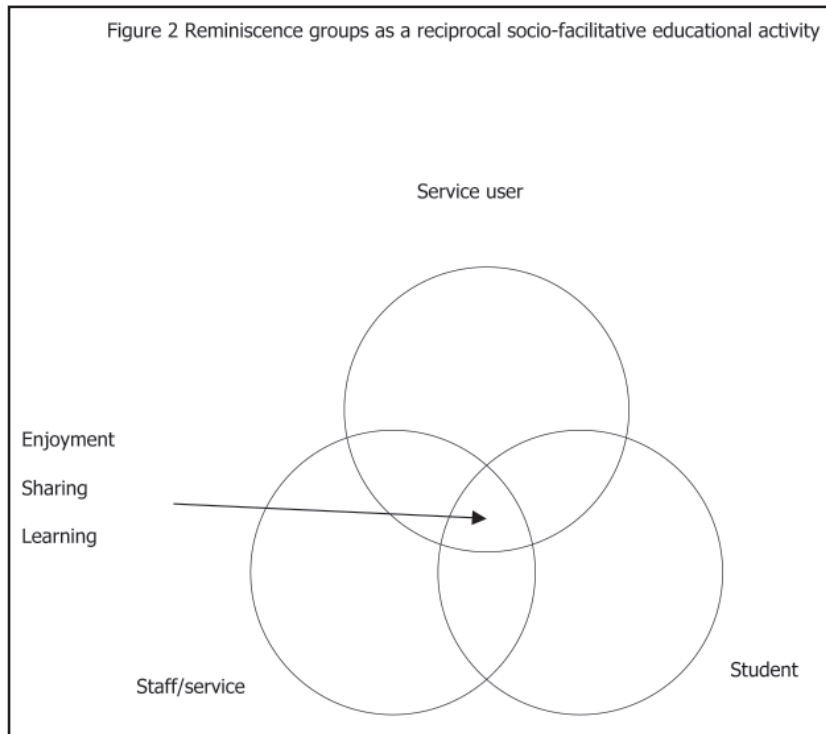 Figure 2 Reminiscence groups as a reciprocal socio-facilitative educational activity
Service user
Enjoyment
Sharing
Learning
Staff/service
Student